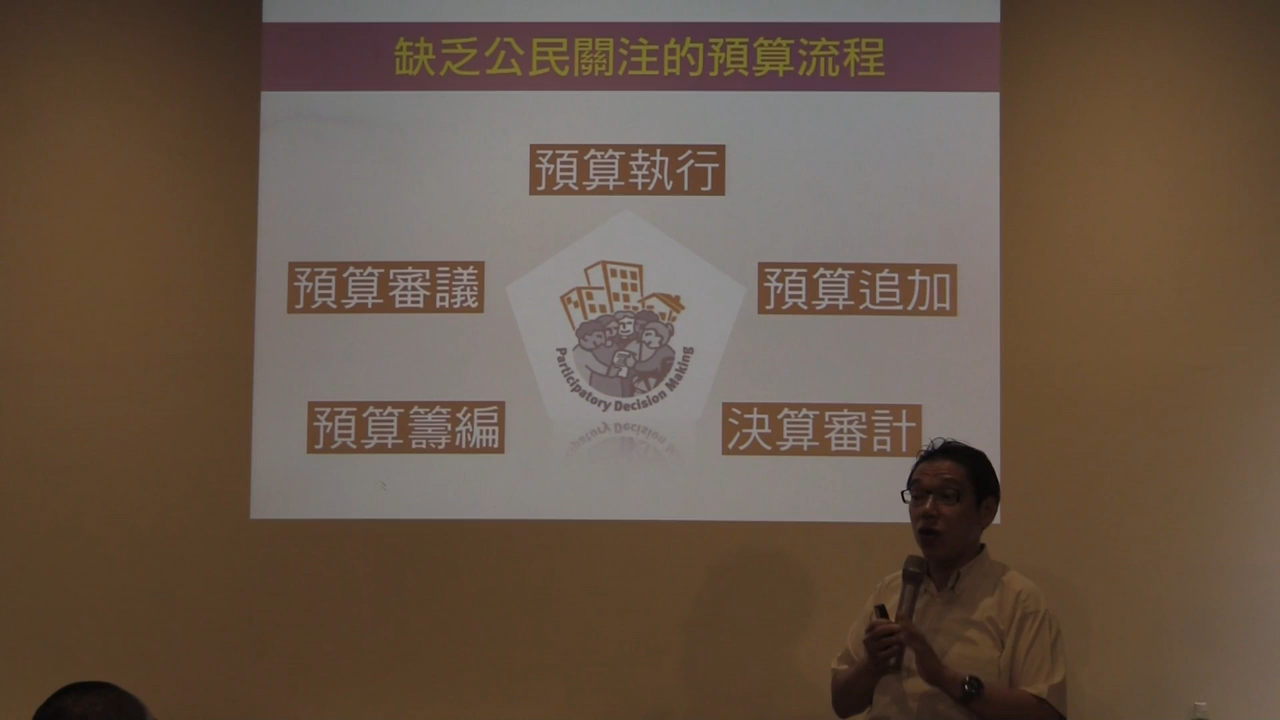 缺乏公民關注的預算流程
預算執行
預算審議
預算追加
Participatory Decision Making
預算籌編
決算審計